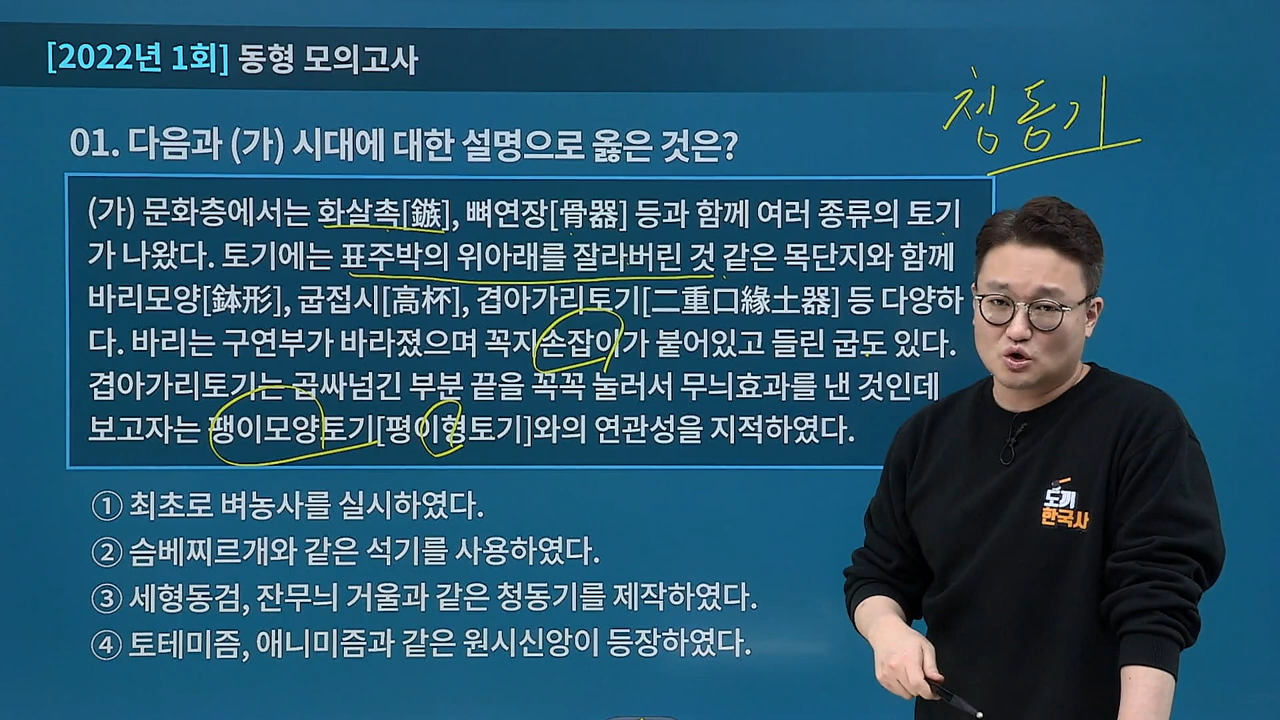 [2022년 1회] 동형 모의고사
청동기
01. 다음과 (가) 시대에 대한 설명으로 옳은 것은?
(가) 문화층에서는 화살촉[鏃], 뼈연장[骨器] 등과 함께 여러 종류의 토기
가 나왔다. 토기에는 표주박의 위아래를 잘라버린 것 같은 목단지와 함께
바리모양[鉢形], 굽접시[高杯], 겹아가리토기[二重口緣土器] 등 다양하
다. 바리는 구연부가 바라졌으며 꼭지손잡이가 붙어있고 들린 굽도 있다.
겹아가리토기는 곱싸넘긴 부분 끝을 꼭꼭 눌러서 무늬효과를 낸 것인데
보고자는 팽이모양토기[평이형토기]와의 연관성을 지적하였다.
① 최초로 벼농사를 실시하였다.
② 슴베찌르개와 같은 석기를 사용하였다.
③ 세형동검, 잔무늬 거울과 같은 청동기를 제작하였다.
④ 토테미즘, 애니미즘과 같은 원시신앙이 등장하였다.
도끼
한국사